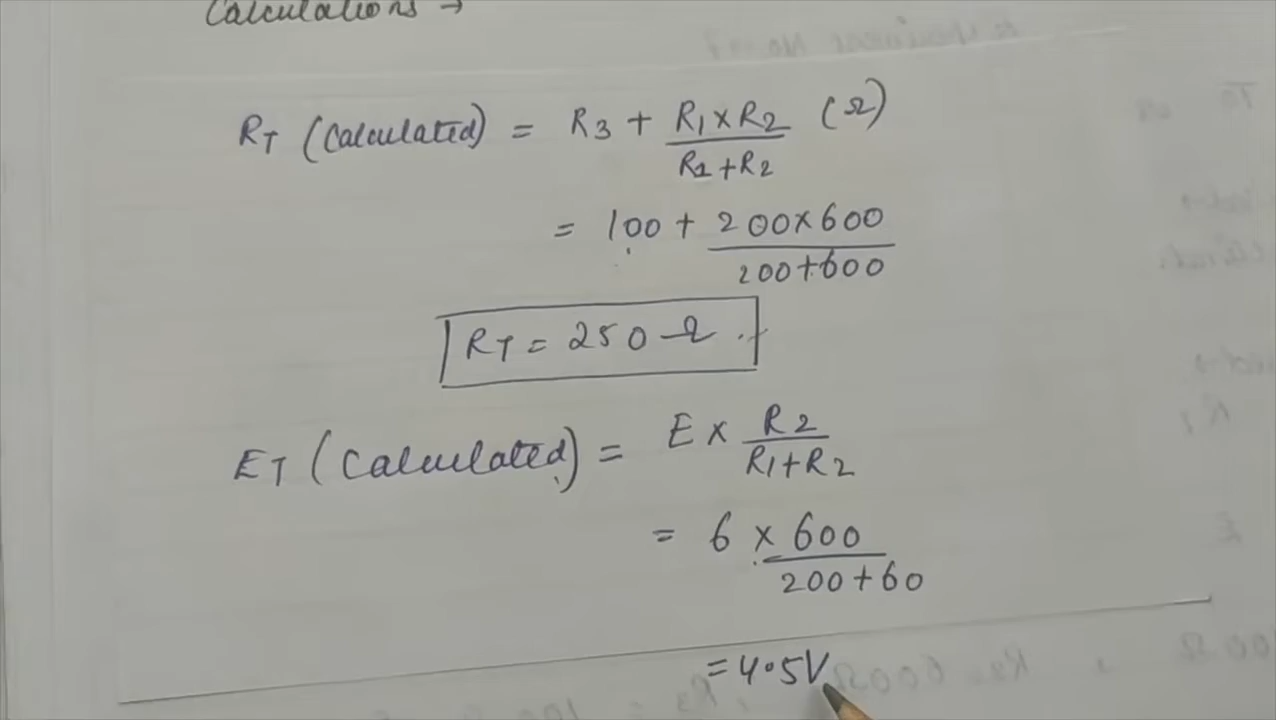 Calculations →
RT (Calculated) = R3 + R1×R2 / R1+R2 (Ω)
= 100 + 200×600 / 200+600
RT = 250 Ω.
ET (Calculated) = E × R2 / R1+R2
= 6 × 600 / 200+60
= 4.5V